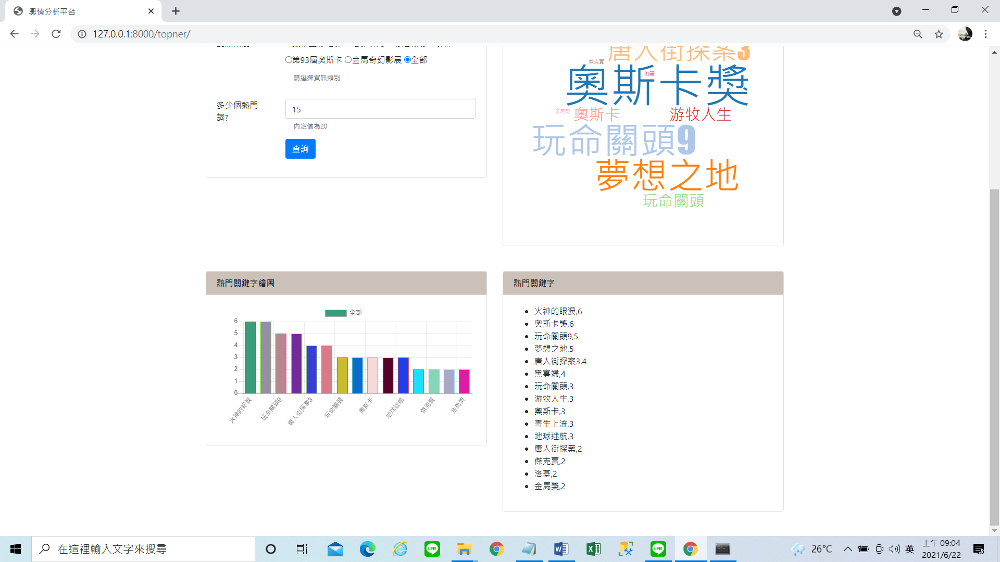 輿情分析平台
127.0.0.1:8000/topner/
第93屆奧斯卡 金馬奇幻影展 全部
請選擇資訊類別
多少個熱門
詞?
15
內定值為20
查詢
唐人街探案3
傑克賈
奧斯卡獎
洛基
金馬獎
奧斯卡
游牧人生
玩命關頭9
夢想之地
玩命關頭
熱門關鍵字繪圖
全部
6
5
4
3
2
1
0
火神的眼淚
玩命關頭9
唐人街探案3
玩命關頭
奧斯卡
地球迷航
傑克賈
金馬獎
熱門關鍵字
火神的眼淚,6
奧斯卡獎,6
玩命關頭9,5
夢想之地,5
唐人街探案3,4
黑寡婦,4
玩命關頭,3
游牧人生,3
奧斯卡,3
寄生上流,3
地球迷航,3
唐人街探案,2
傑克賈,2
洛基,2
金馬獎,2
在這裡輸入文字來搜尋
LINE
LINE
26°C
英
上午 09:04
2021/6/22